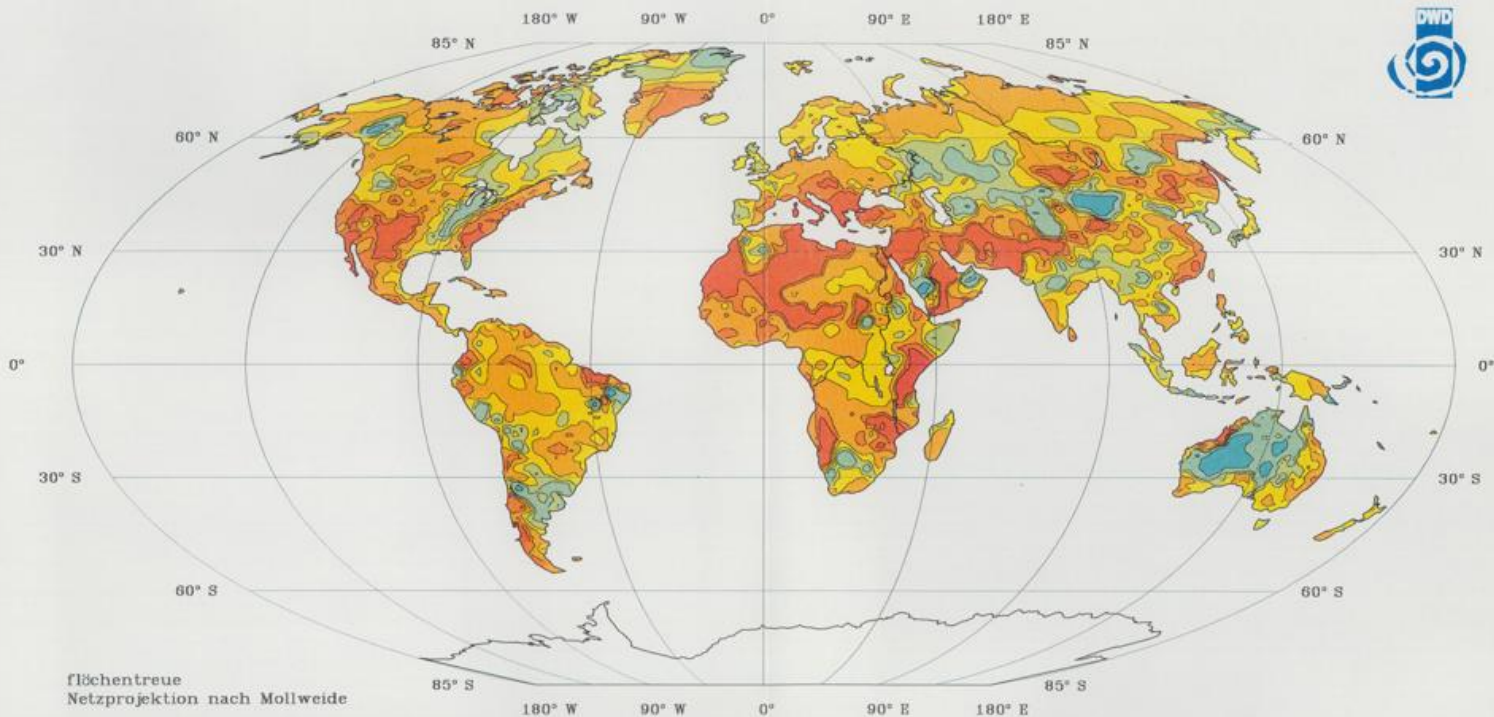 180° W 90° W 0° 90° E 180° E
DWD
85° N 85° N
60° N 60° N
30° N 30° N
0° 0°
30° S 30° S
60° S 60° S
flächentreue
Netzprojektion nach Mollweide
85° S 85° S
180° W 90° W 0° 90° E 180° E